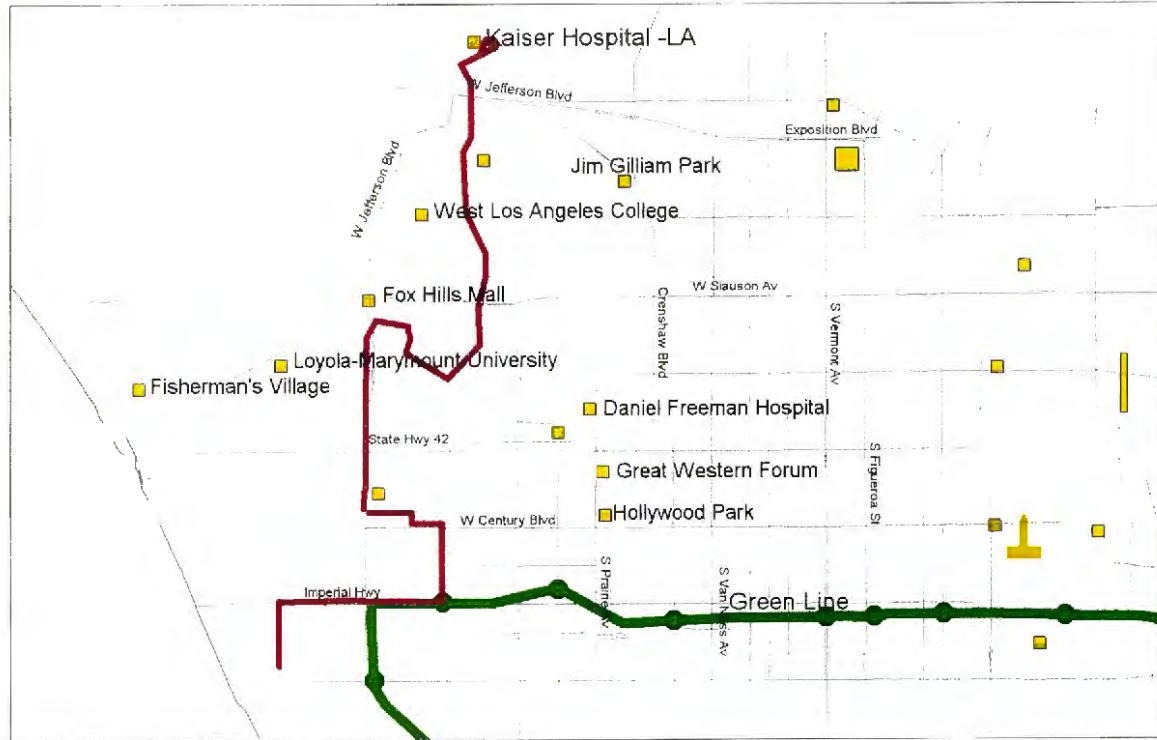 Kaiser Hospital -LA
W Jefferson Blvd
Exposition Blvd
W Jefferson Blvd
Jim Gilliam Park
West Los Angeles College
W Slauson Av
Fox Hills Mall
Crenshaw Blvd
S Vermont Av
Loyola-Marymount University
Fisherman's Village
Daniel Freeman Hospital
State Hwy 42
S Figueroa St
Great Western Forum
Hollywood Park
W Century Blvd
S Prairie Av
S Van Ness Av
Imperial Hwy
Green Line